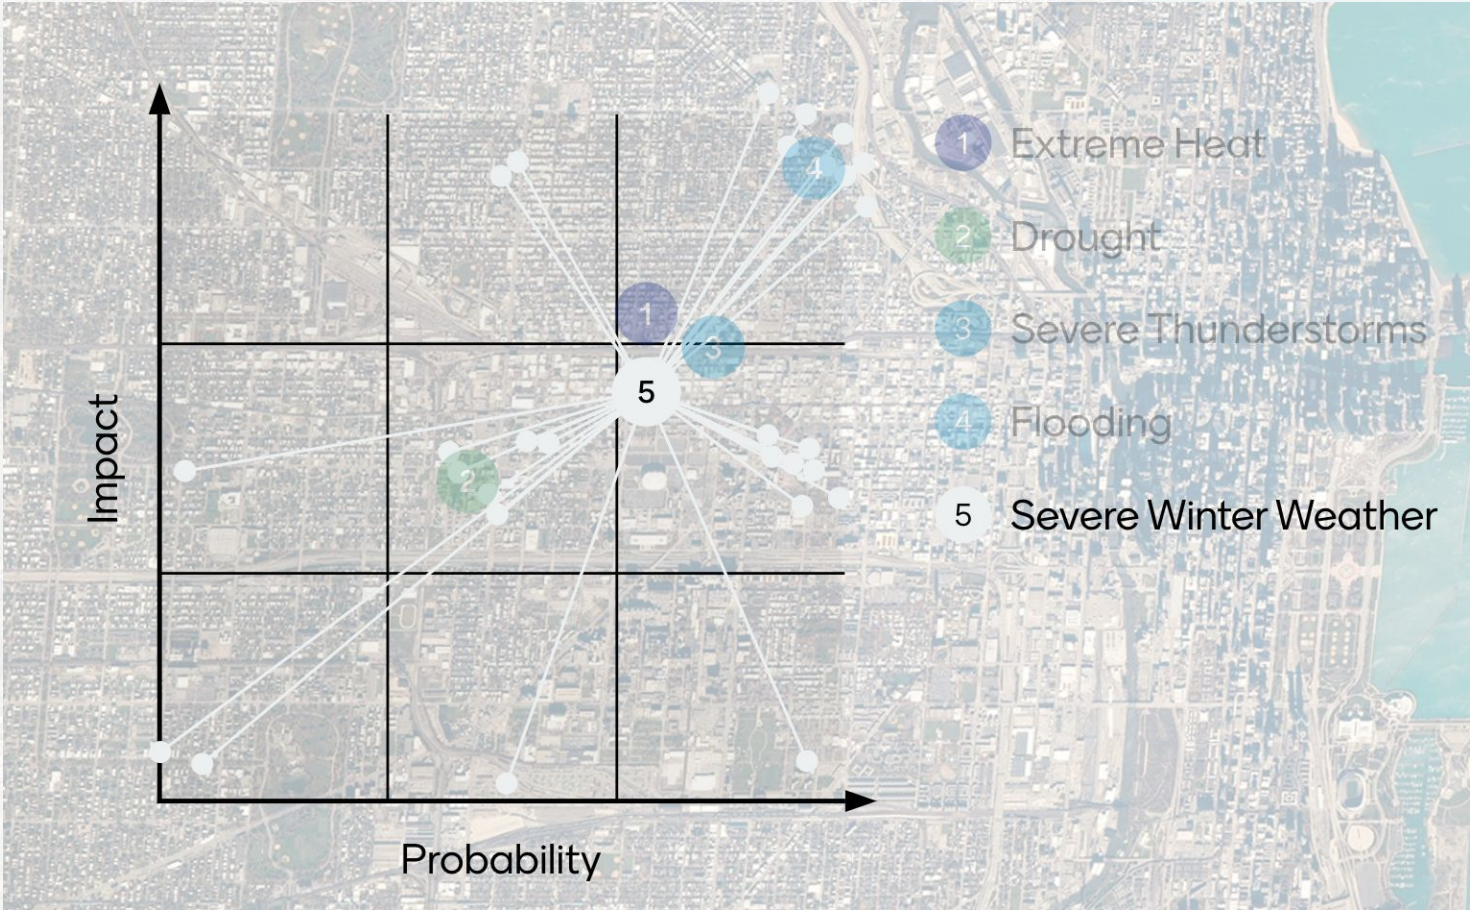 4
1
3
5
2
Impact
Probability
1 Extreme Heat
2 Drought
3 Severe Thunderstorms
4 Flooding
5 Severe Winter Weather